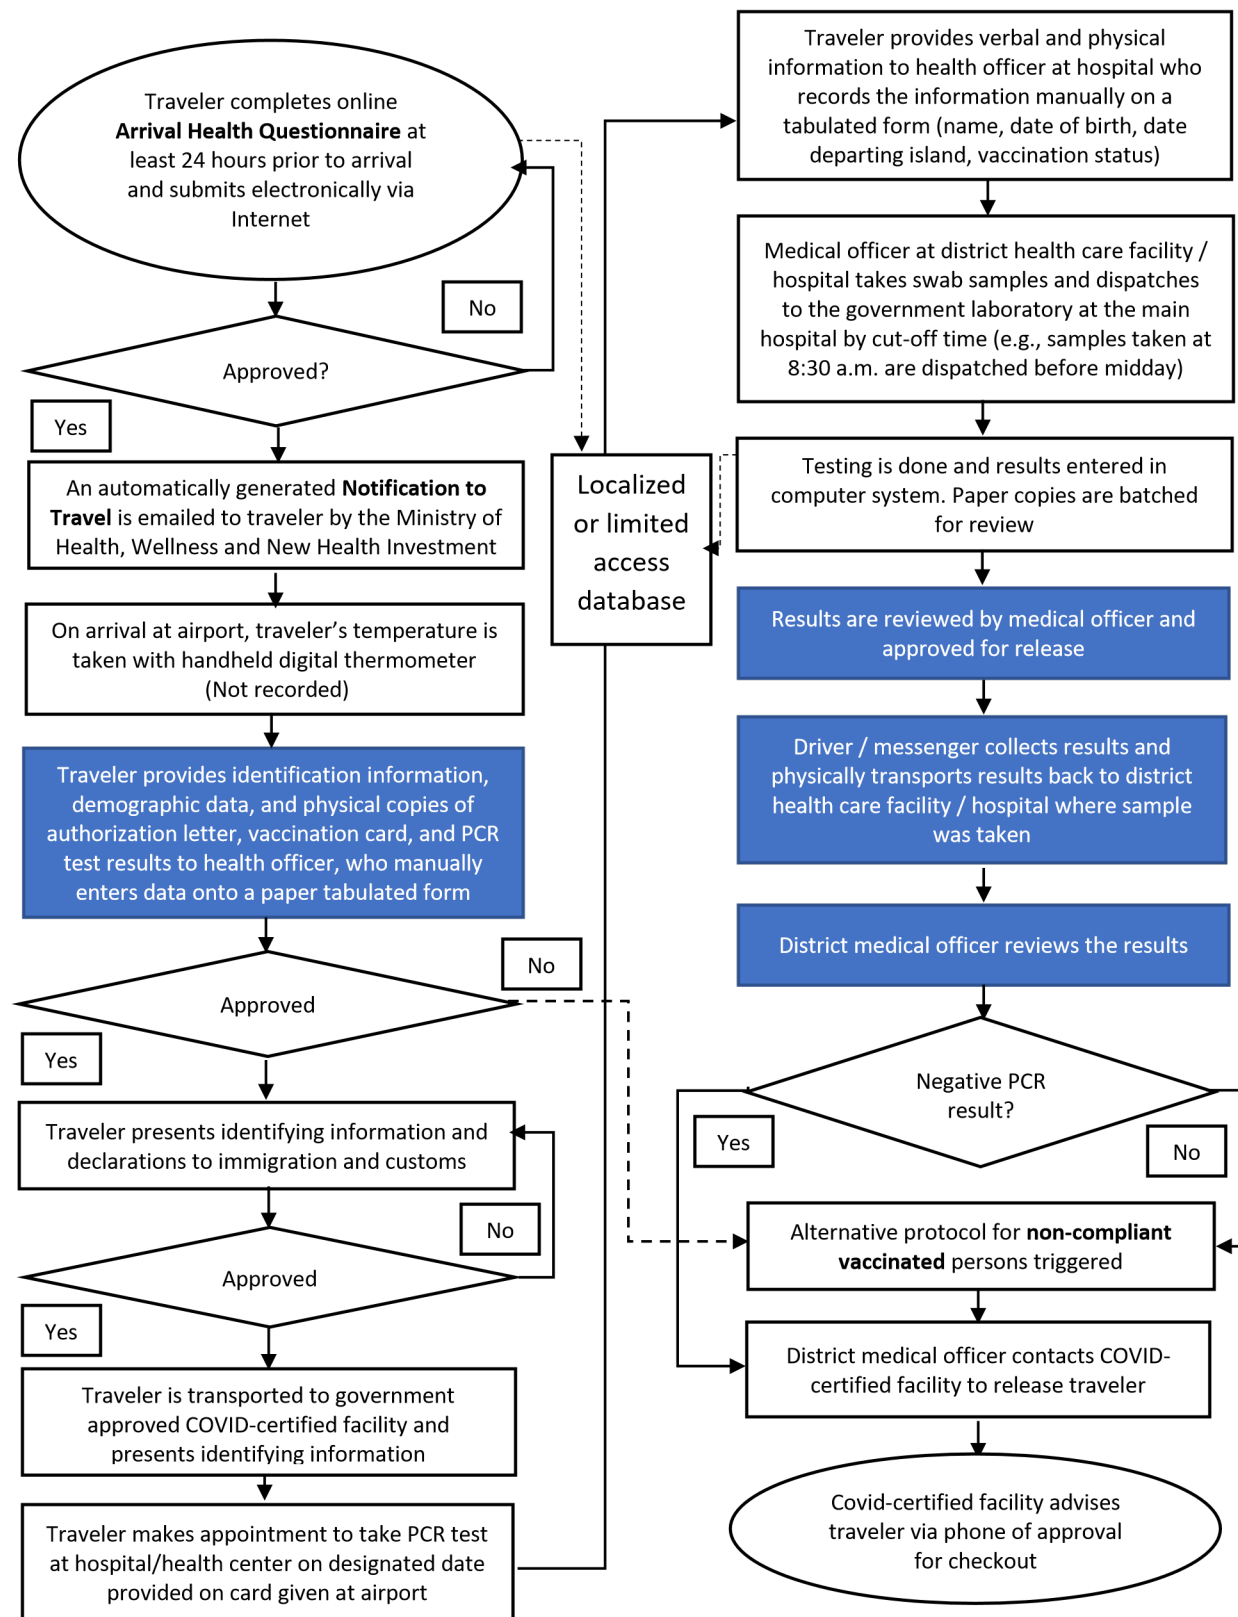 Traveler completes online
Arrival Health Questionnaire at
least 24 hours prior to arrival
and submits electronically via
Internet
No
Approved?
Yes
An automatically generated Notification to
Travel is emailed to traveler by the Ministry of
Health, Wellness and New Health Investment
On arrival at airport, traveler’s temperature is
taken with handheld digital thermometer
(Not recorded)
Traveler provides identification information,
demographic data, and physical copies of
authorization letter, vaccination card, and PCR
test results to health officer, who manually
enters data onto a paper tabulated form
No
Approved
Yes
Traveler presents identifying information and
declarations to immigration and customs
No
Approved
Yes
Traveler is transported to government
approved COVID-certified facility and
presents identifying information
Traveler makes appointment to take PCR test
at hospital/health center on designated date
provided on card given at airport
Localized
or limited
access
database
Traveler provides verbal and physical
information to health officer at hospital who
records the information manually on a
tabulated form (name, date of birth, date
departing island, vaccination status)
Medical officer at district health care facility /
hospital takes swab samples and dispatches
to the government laboratory at the main
hospital by cut-off time (e.g., samples taken at
8:30 a.m. are dispatched before midday)
Testing is done and results entered in
computer system. Paper copies are batched
for review
Results are reviewed by medical officer and
approved for release
Driver / messenger collects results and
physically transports results back to district
health care facility / hospital where sample
was taken
District medical officer reviews the results
Negative PCR
result?
Yes
No
Alternative protocol for non-compliant
vaccinated persons triggered
District medical officer contacts COVID-
certified facility to release traveler
Covid-certified facility advises
traveler via phone of approval
for checkout